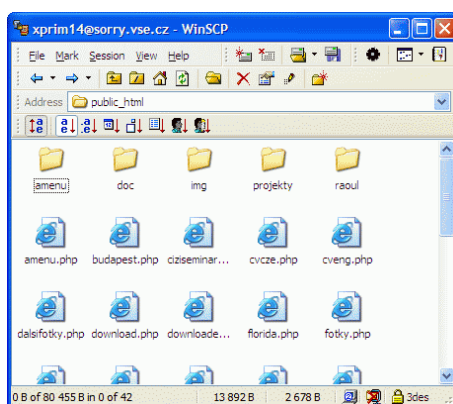 xprim14@sorry.vse.cz - WinSCP
File Mark Session View Help
Address public_html
amenu doc img projekty raoul
amenu.php budapest.php ciziseminar... cvcze.php cveng.php
dalsifotky.php download.php downloade... florida.php fotky.php
0 B of 80 455 B in 0 of 42 13 892 B 2 678 B 3des